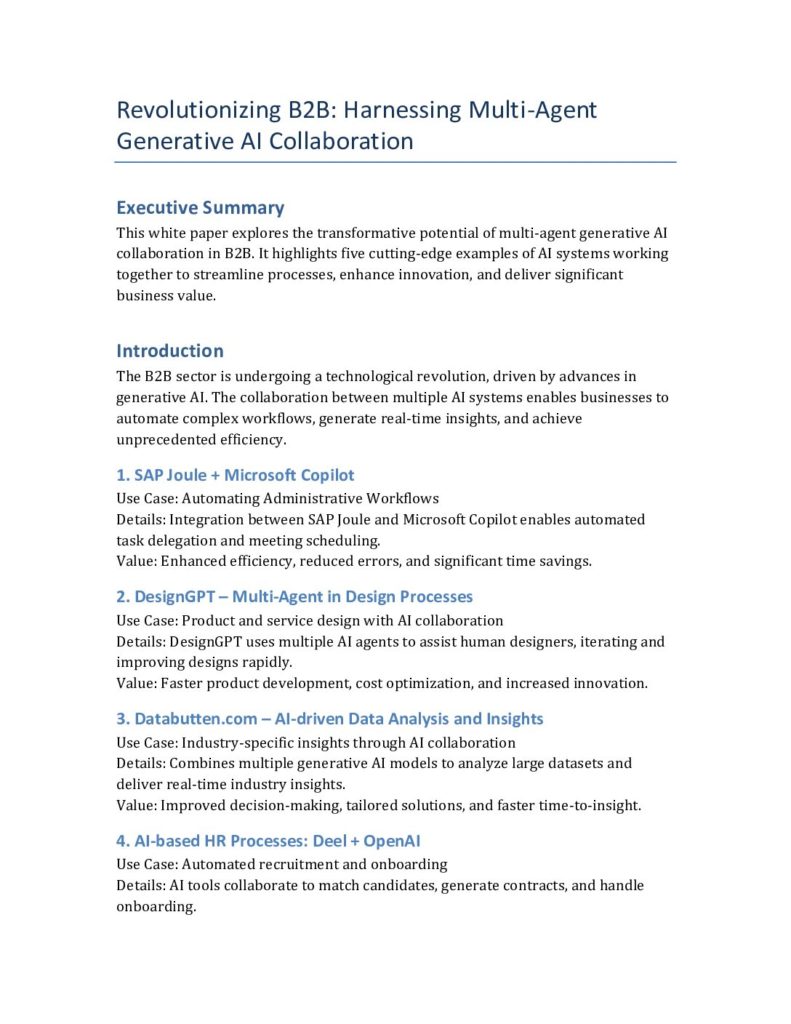 Revolutionizing B2B: Harnessing Multi-Agent
Generative AI Collaboration
Executive Summary
This white paper explores the transformative potential of multi-agent generative AI
collaboration in B2B. It highlights five cutting-edge examples of AI systems working
together to streamline processes, enhance innovation, and deliver significant
business value.
Introduction
The B2B sector is undergoing a technological revolution, driven by advances in
generative AI. The collaboration between multiple AI systems enables businesses to
automate complex workflows, generate real-time insights, and achieve
unprecedented efficiency.
1. SAP Joule + Microsoft Copilot
Use Case: Automating Administrative Workflows
Details: Integration between SAP Joule and Microsoft Copilot enables automated
task delegation and meeting scheduling.
Value: Enhanced efficiency, reduced errors, and significant time savings.
2. DesignGPT – Multi-Agent in Design Processes
Use Case: Product and service design with AI collaboration
Details: DesignGPT uses multiple AI agents to assist human designers, iterating and
improving designs rapidly.
Value: Faster product development, cost optimization, and increased innovation.
3. Databutten.com – AI-driven Data Analysis and Insights
Use Case: Industry-specific insights through AI collaboration
Details: Combines multiple generative AI models to analyze large datasets and
deliver real-time industry insights.
Value: Improved decision-making, tailored solutions, and faster time-to-insight.
4. AI-based HR Processes: Deel + OpenAI
Use Case: Automated recruitment and onboarding
Details: AI tools collaborate to match candidates, generate contracts, and handle
onboarding.